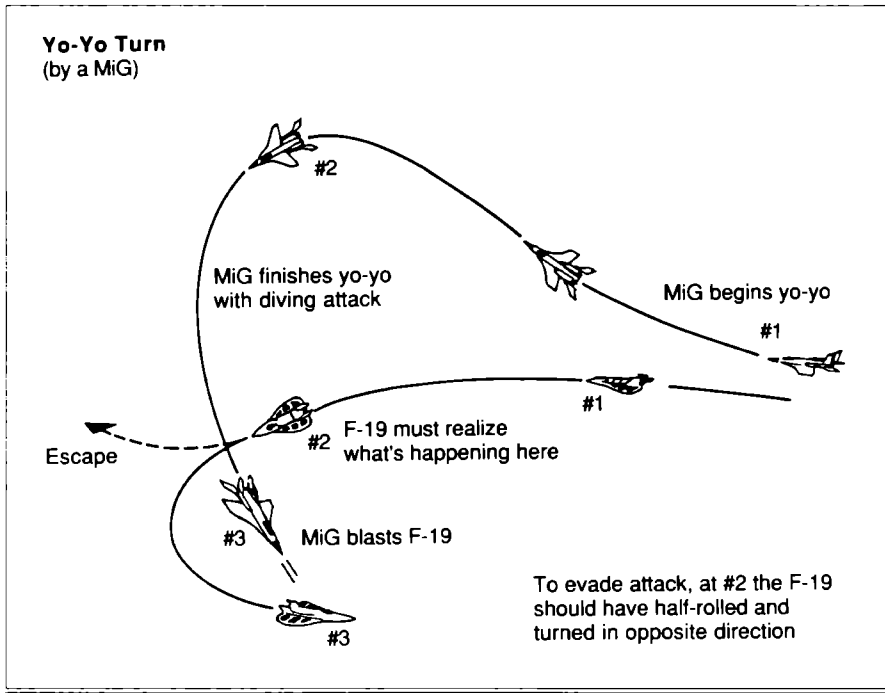 Yo-Yo Turn
(by a MiG)
#2
MiG finishes yo-yo
with diving attack
MiG begins yo-yo
#1
#1
#2
F-19 must realize
what's happening here
Escape
#3
MiG blasts F-19
#3
To evade attack, at #2 the F-19
should have half-rolled and
turned in opposite direction